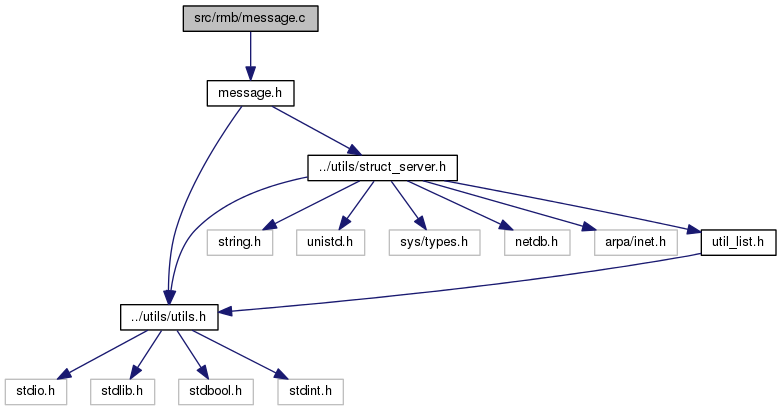 src/rmb/message.c
message.h
../utils/struct_server.h
string.h
unistd.h
sys/types.h
netdb.h
arpa/inet.h
util_list.h
../utils/utils.h
stdio.h
stdlib.h
stdbool.h
stdint.h